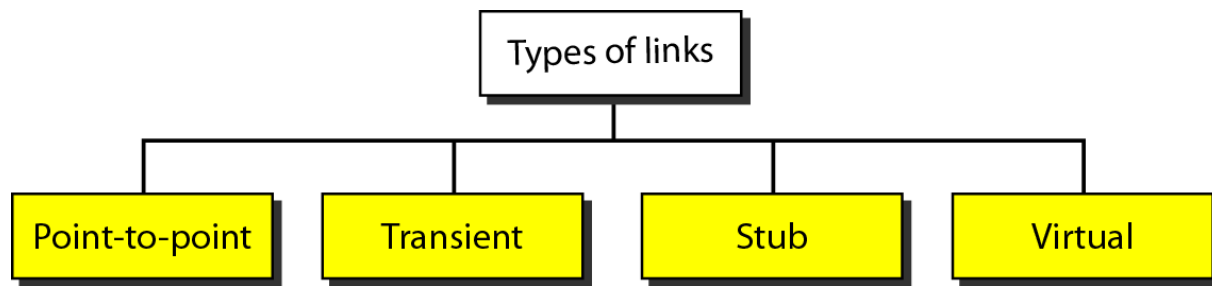 Types of links
Point-to-point
Transient
Stub
Virtual